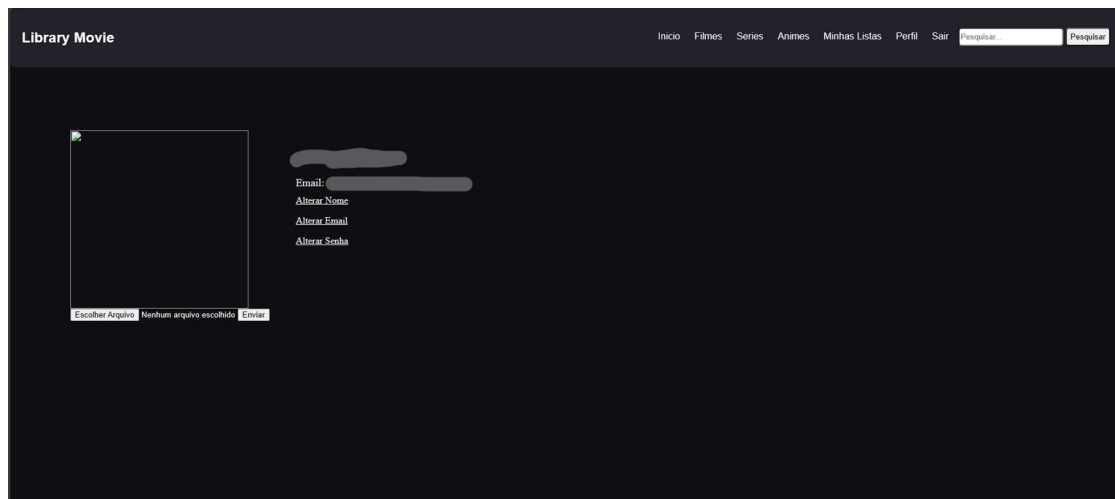 Library Movie
Inicio Filmes Series Animes Minhas Listas Perfil Sair Pesquisar... Pesquisar
Email:
Alterar Nome
Alterar Email
Alterar Senha
Escolher Arquivo Nenhum arquivo escolhido Enviar